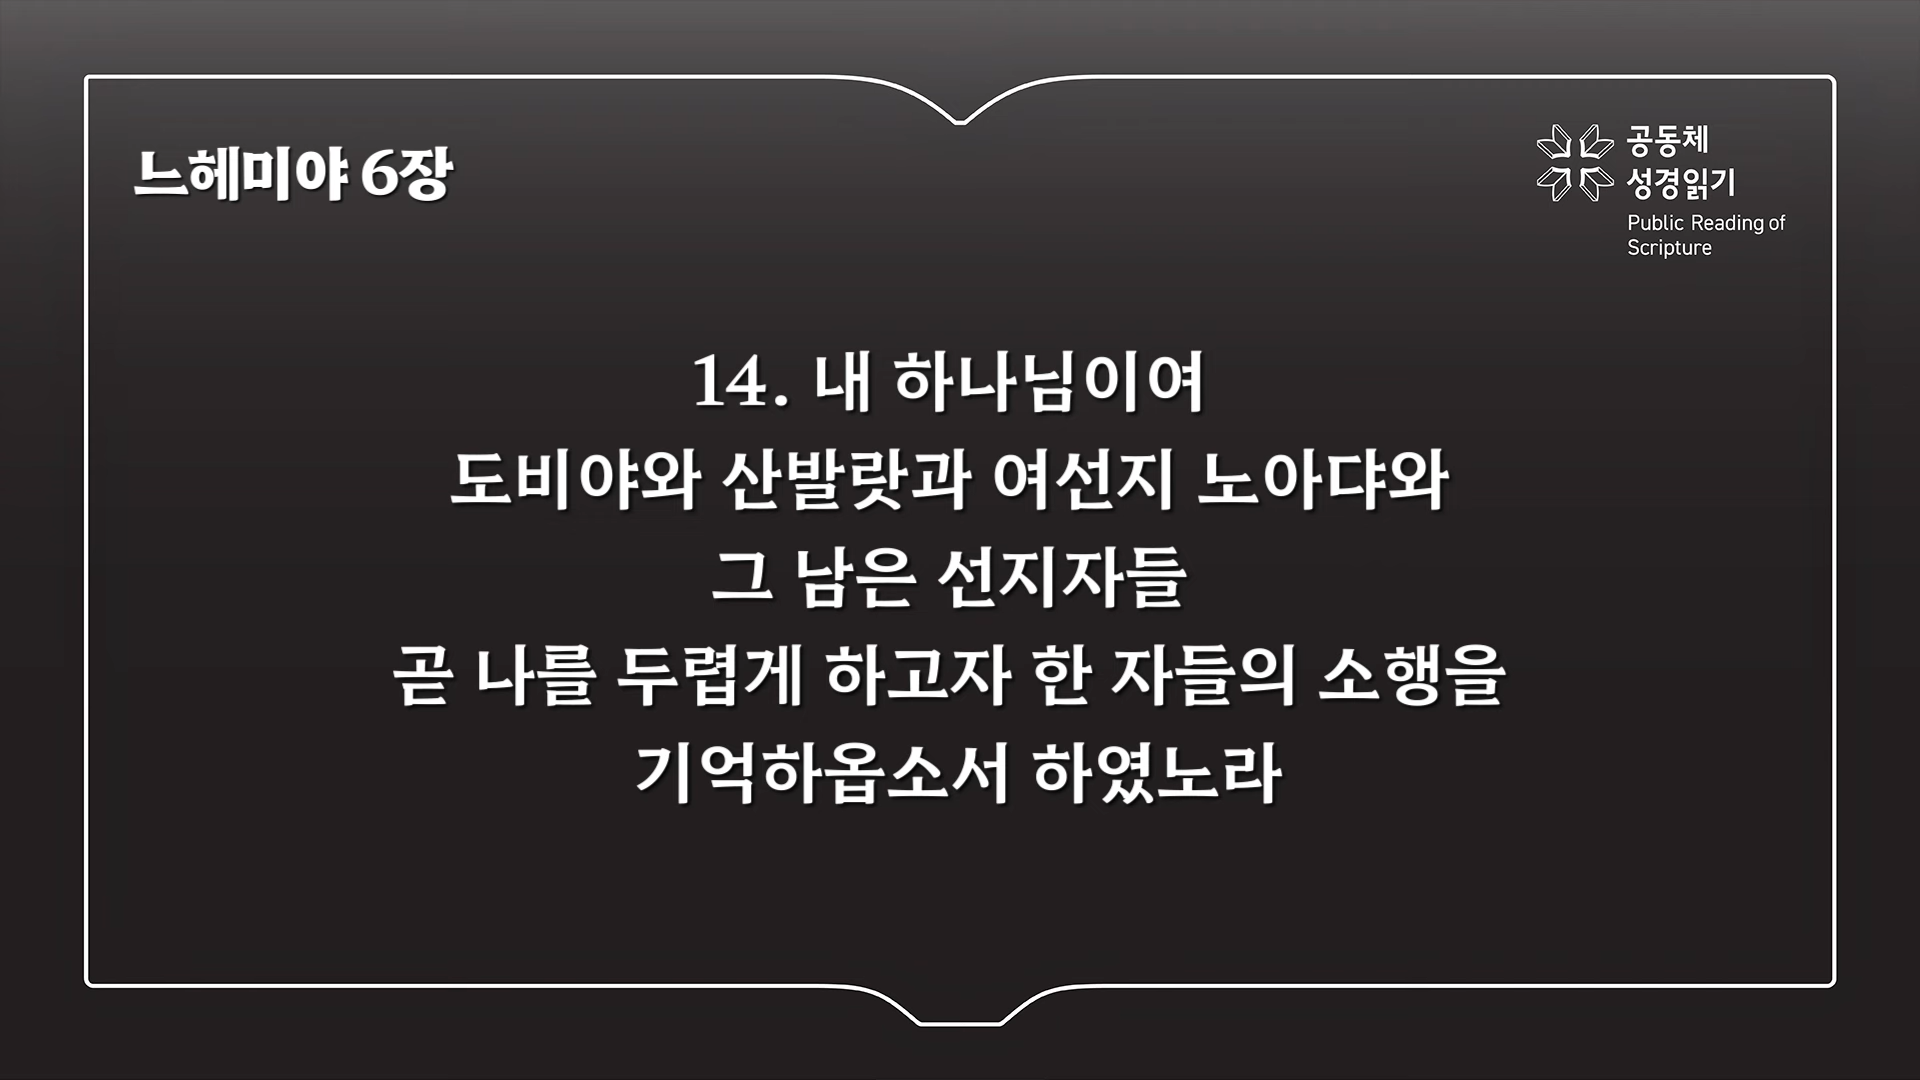 느헤미야 6장
공동체
성경읽기
Public Reading of
Scripture
14. 내 하나님이여
도비야와 산발랏과 여선지 노아댜와
그 남은 선지자들
곧 나를 두렵게 하고자 한 자들의 소행을
기억하옵소서 하였노라